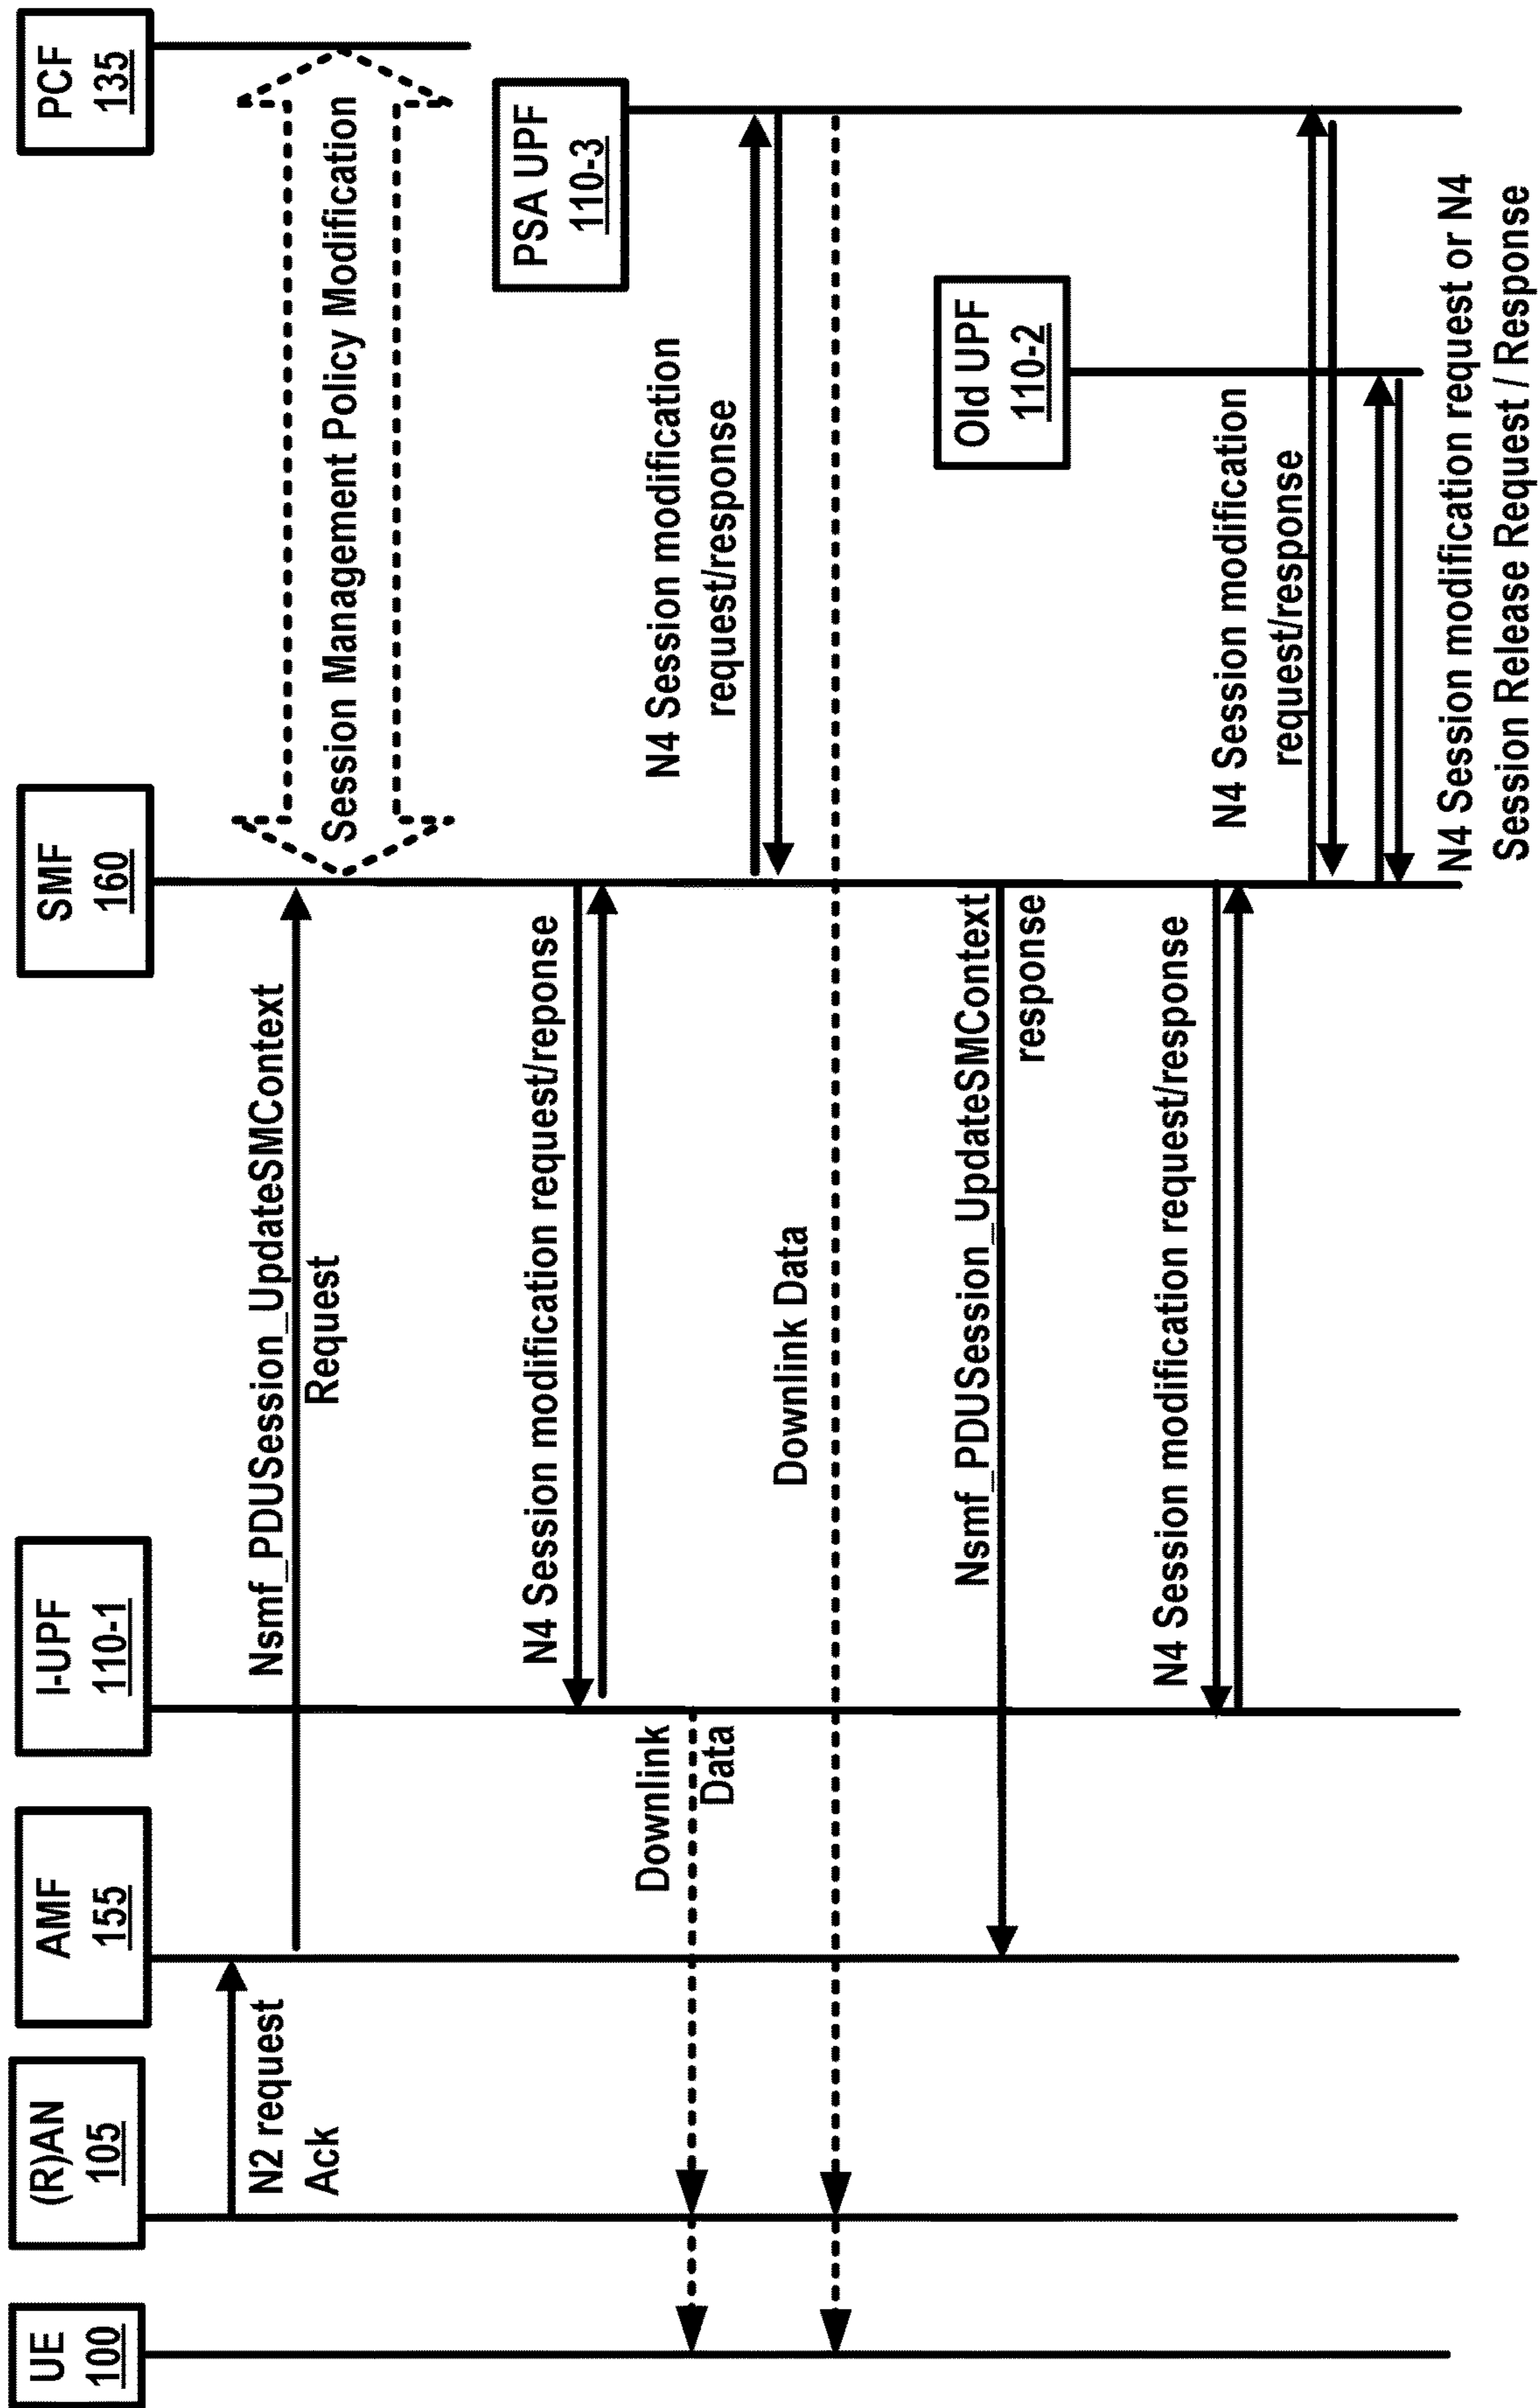 UE
100
(R)AN
105
AMF
155
I-UPF
110-1
SMF
160
PCF
135
N2 request
Ack
Nsmf_PDUSession_UpdateSMContext
Request
Session Management Policy Modification
PSA UPF
110-3
N4 Session modification request/reponse
Downlink
Data
N4 Session modification
request/response
Downlink Data
Old UPF
110-2
Nsmf_PDUSession_UpdateSMContext
response
N4 Session modification request/response
N4 Session modification
request/response
N4 Session modification request or N4
Session Release Request / Response